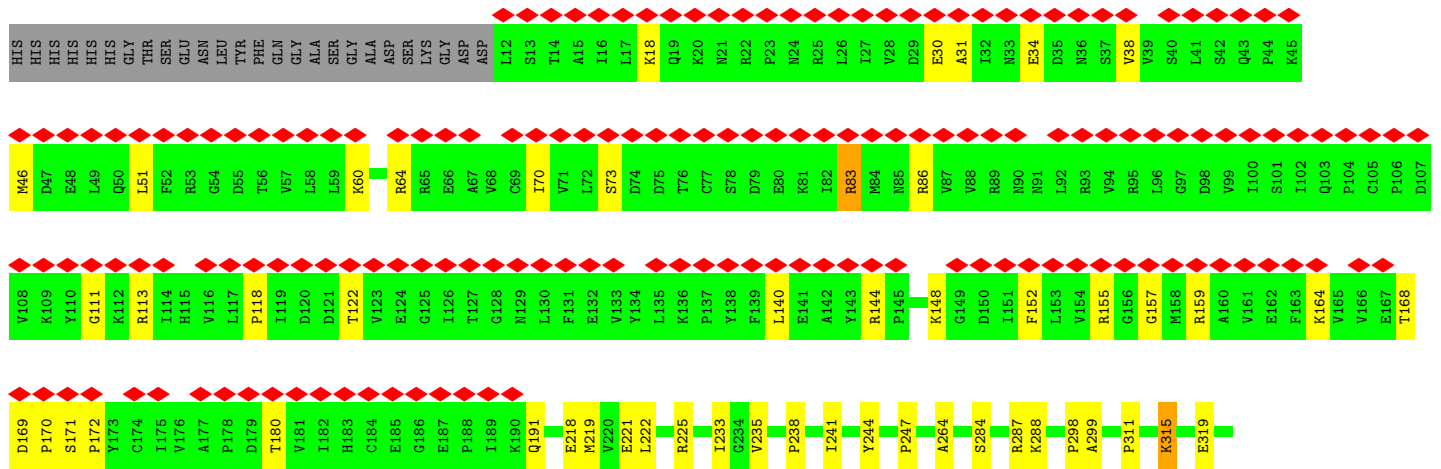 HIS HIS HIS HIS HIS HIS HIS GLY THR SER GLU ASN LEU TYR PHE GLN GLY ALA SER GLY ALA ASP SER LYS GLY ASP ASP L12 S13 T14 A15 I16 L17 K18 Q19 K20 N21 R22 P23 N24 R25 L26 I27 V28 D29 E30 A31 I32 N33 E34 D35 N36 S37 V38 V39 S40 L41 S42 Q43 P44 K45
M46 D47 E48 L49 Q50 L51 F52 R53 G54 D55 T56 V57 L58 L59 K60 R64 R65 E66 A67 V68 C69 I70 V71 L72 S73 D74 D75 T76 C77 S78 D79 E80 K81 I82 R83 M84 N85 R86 V87 V88 R89 N90 N91 L92 R93 V94 R95 L96 G97 D98 V99 I100 S101 I102 Q103 P104 C105 P106 D107
V108 K109 Y110 G111 K112 R113 I114 H115 V116 L117 P118 I119 D120 D121 T122 V123 E124 G125 I126 T127 G128 N129 L130 F131 E132 V133 Y134 L135 K136 P137 Y138 F139 L140 E141 A142 Y143 R144 P145 K148 G149 D150 I151 F152 L153 V154 R155 G156 G157 M158 R159 A160 V161 E162 F163 K164 V165 V166 E167 T168
D169 P170 S171 P172 Y173 C174 I175 V176 A177 P178 D179 T180 V181 I182 H183 C184 E185 G186 E187 P188 I189 K190 Q191 E218 M219 V220 E221 L222 R225 I233 G234 V235 P238 I241 Y244 P247 A264 S284 R287 K288 P298 A299 P311 K315 E319